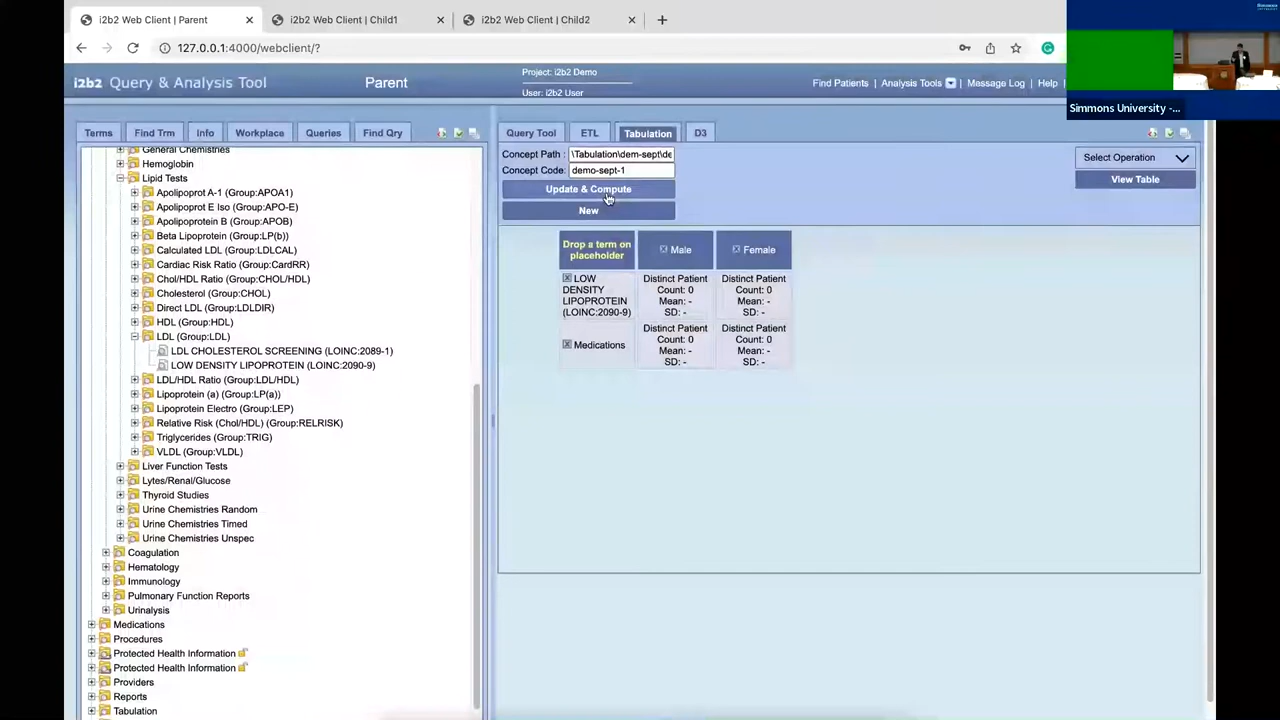 i2b2 Web Client | Parent
i2b2 Web Client | Child1
i2b2 Web Client | Child2
127.0.0.1:4000/webclient/?
Simmons University -...
i2b2 Query & Analysis Tool
Parent
Project: i2b2 Demo
User: i2b2 User
Find Patients | Analysis Tools | Message Log | Help |
Terms
Find Trm
Info
Workplace
Queries
Find Qry
General Chemistries
Hemoglobin
Lipid Tests
Apolipoprot A-1 (Group:APOA1)
Apolipoprot E Iso (Group:APO-E)
Apolipoprotein B (Group:APOB)
Beta Lipoprotein (Group:LP(b))
Calculated LDL (Group:LDLCAL)
Cardiac Risk Ratio (Group:CardRR)
Chol/HDL Ratio (Group:CHOL/HDL)
Cholesterol (Group:CHOL)
Direct LDL (Group:LDLDIR)
HDL (Group:HDL)
LDL (Group:LDL)
LDL CHOLESTEROL SCREENING (LOINC:2089-1)
LOW DENSITY LIPOPROTEIN (LOINC:2090-9)
LDL/HDL Ratio (Group:LDL/HDL)
Lipoprotein (a) (Group:LP(a))
Lipoprotein Electro (Group:LEP)
Relative Risk (Chol/HDL) (Group:RELRISK)
Triglycerides (Group:TRIG)
VLDL (Group:VLDL)
Liver Function Tests
Lytes/Renal/Glucose
Thyroid Studies
Urine Chemistries Random
Urine Chemistries Timed
Urine Chemistries Unspec
Coagulation
Hematology
Immunology
Pulmonary Function Reports
Urinalysis
Medications
Procedures
Protected Health Information
Protected Health Information
Providers
Reports
Tabulation
Query Tool
ETL
Tabulation
D3
Concept Path : \Tabulation\dem-sept\de
Concept Code: demo-sept-1
Update & Compute
New
Select Operation
View Table
Drop a term on
placeholder
Male
Female
LOW
DENSITY
LIPOPROTEIN
(LOINC:2090-9)
Distinct Patient
Count: 0
Mean: -
SD: -
Distinct Patient
Count: 0
Mean: -
SD: -
Medications
Distinct Patient
Count: 0
Mean: -
SD: -
Distinct Patient
Count: 0
Mean: -
SD: -